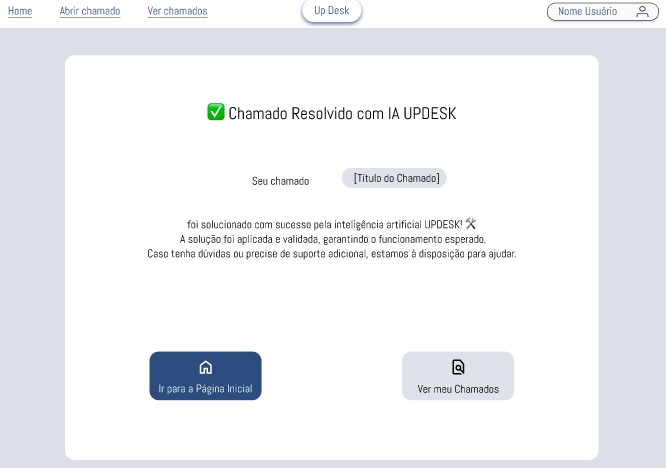 Home Abrir chamado Ver chamados Up Desk Nome Usuário
✅ Chamado Resolvido com IA UPDESK
Seu chamado [Título do Chamado]
foi solucionado com sucesso pela inteligência artificial UPDESK! 🛠️
A solução foi aplicada e validada, garantindo o funcionamento esperado.
Caso tenha dúvidas ou precise de suporte adicional, estamos à disposição para ajudar.
Ir para a Página Inicial Ver meu Chamados